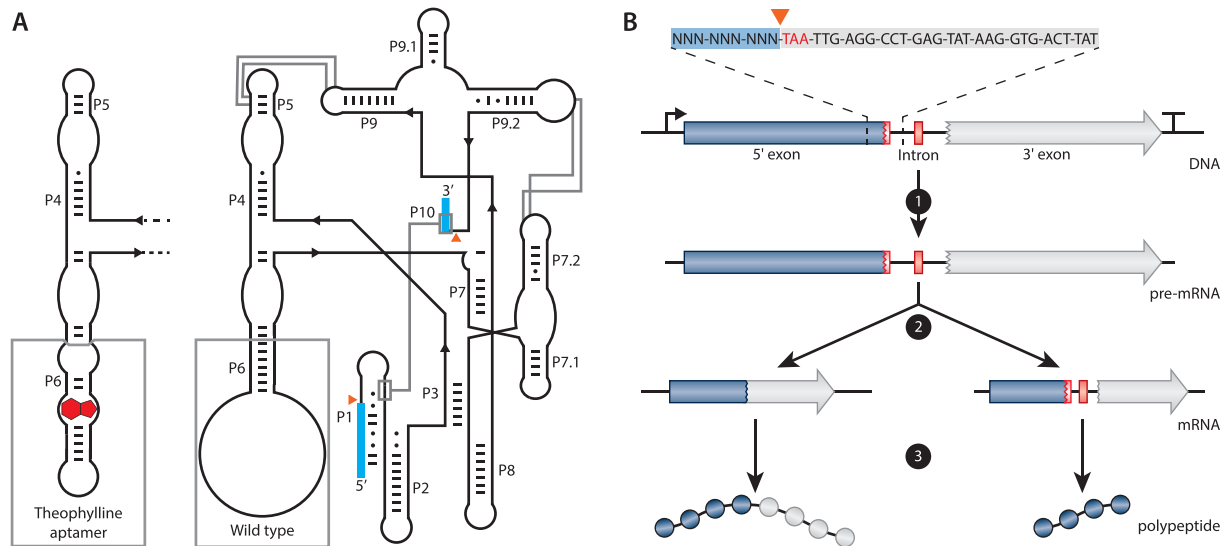 A
P5
P4
P6
Theophylline
aptamer
P5
P4
P6
Wild type
P9.1
P9
P9.2
3′
P10
P7
P7.2
P7.1
P3
P1
5′
P2
P8
B
NNN-NNN-NNN-TAA-TTG-AGG-CCT-GAG-TAT-AAG-GTG-ACT-TAT
5' exon
Intron
3' exon
DNA
1
pre-mRNA
2
mRNA
3
polypeptide